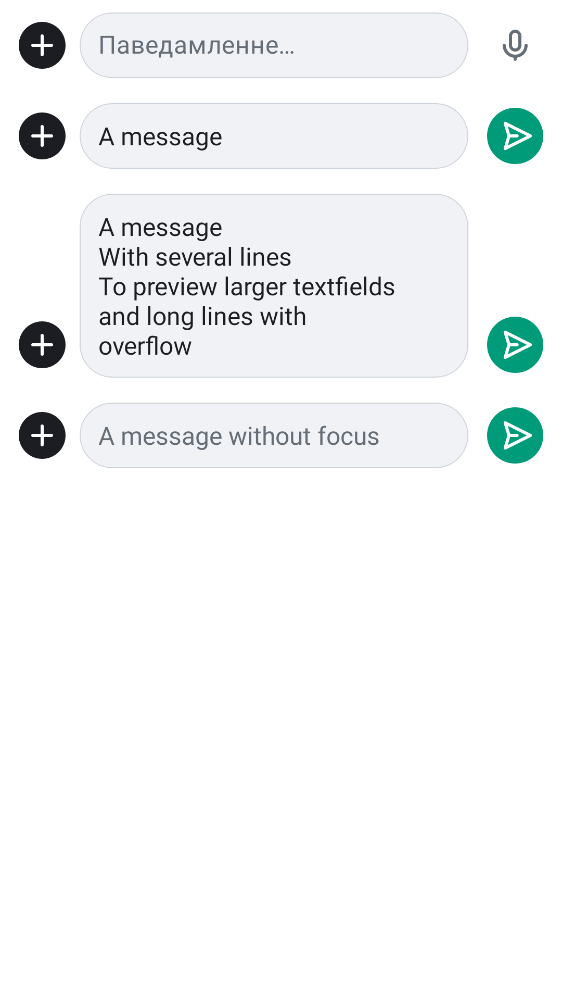 Паведамленне…
A message
A message
With several lines
To preview larger textfields
and long lines with
overflow
A message without focus